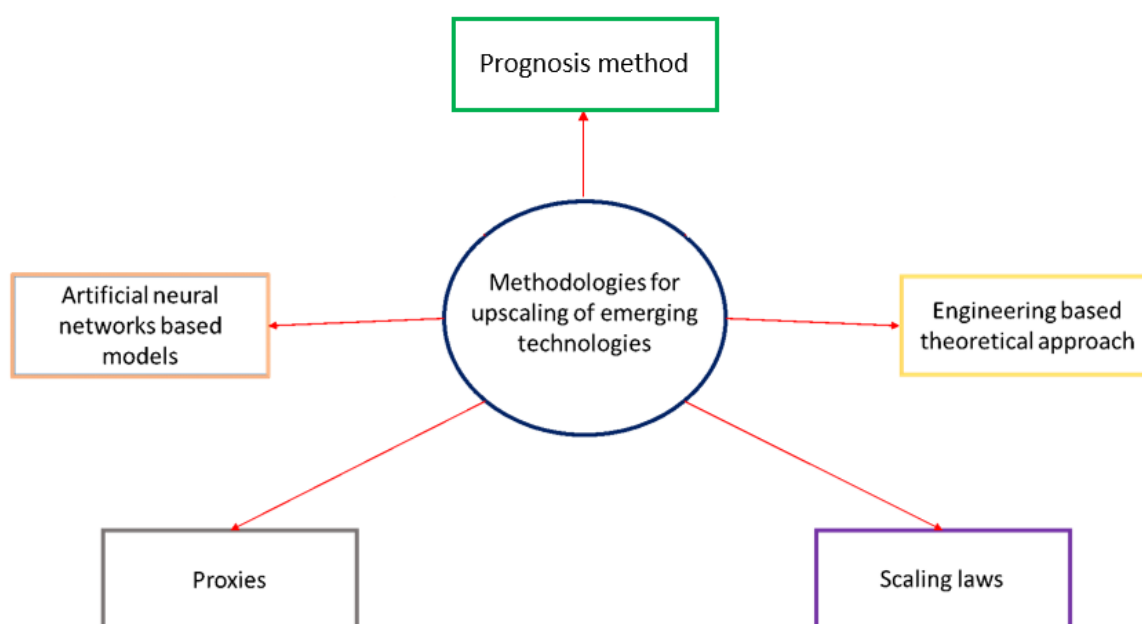 Prognosis method
Methodologies for
upscaling of emerging
technologies
Artificial neural
networks based
models
Engineering based
theoretical approach
Proxies
Scaling laws